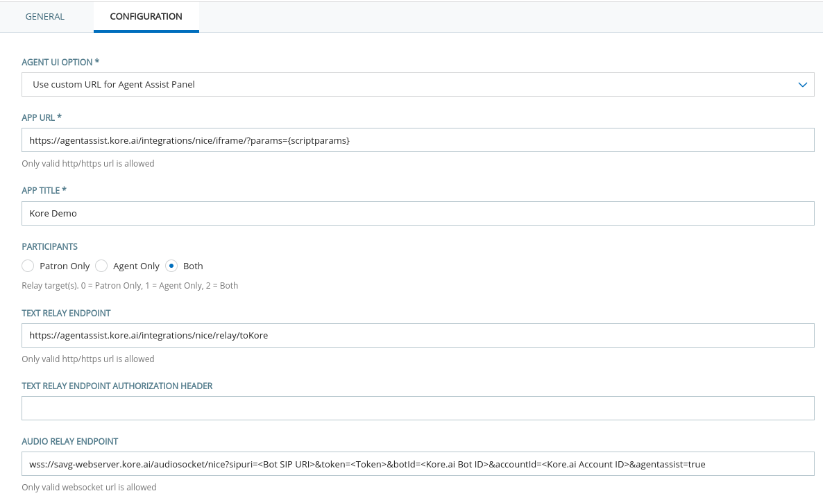 GENERAL
CONFIGURATION
AGENT UI OPTION *
Use custom URL for Agent Assist Panel
APP URL *
https://agentassist.kore.ai/integrations/nice/iframe/?params={scriptparams}
Only valid http/https url is allowed
APP TITLE *
Kore Demo
PARTICIPANTS
Patron Only Agent Only Both
Relay target(s). 0 = Patron Only, 1 = Agent Only, 2 = Both
TEXT RELAY ENDPOINT
https://agentassist.kore.ai/integrations/nice/relay/toKore
Only valid http/https url is allowed
TEXT RELAY ENDPOINT AUTHORIZATION HEADER
AUDIO RELAY ENDPOINT
wss://savg-webserver.kore.ai/audiosocket/nice?sipuri=<Bot SIP URI>&token=<Token>&botId=<Kore.ai Bot ID>&accountId=<Kore.ai Account ID>&agentassist=true
Only valid websocket url is allowed